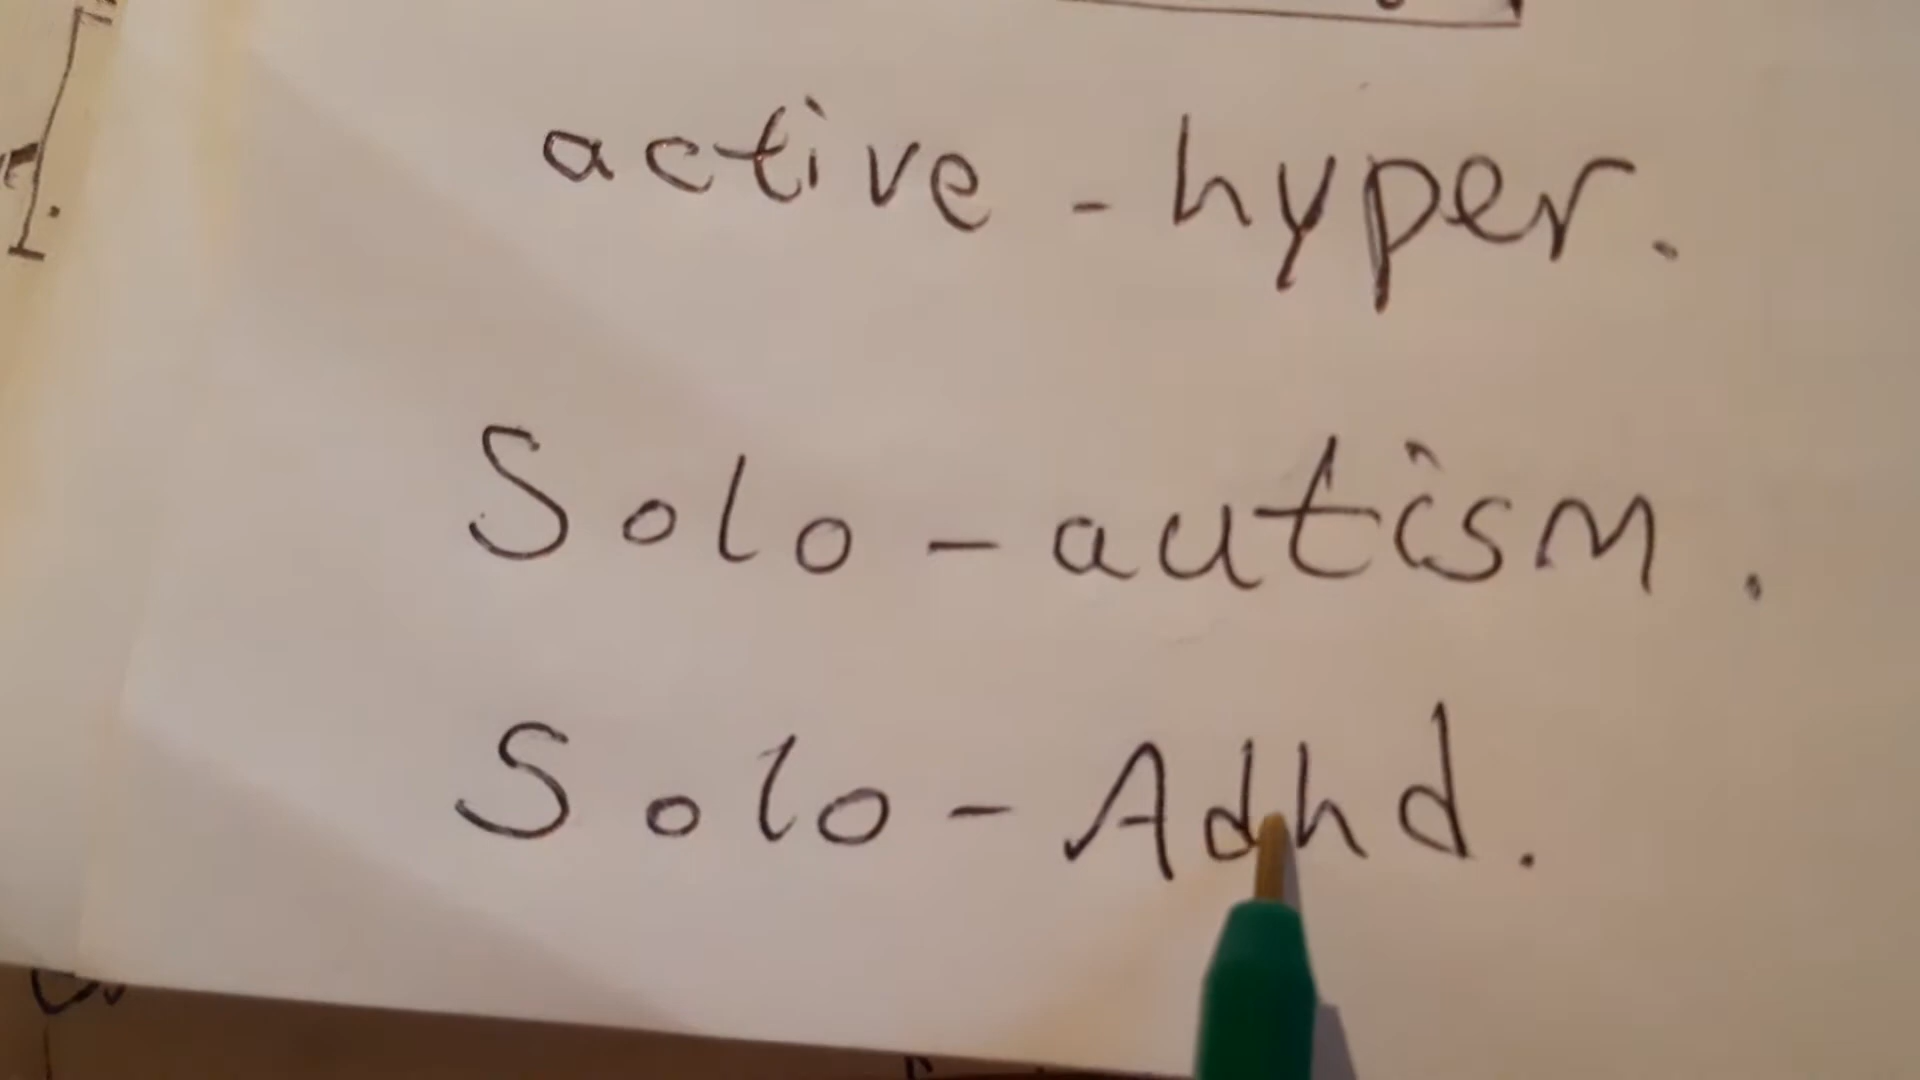 active - hyper.
Solo - autism.
Solo - Adhd.